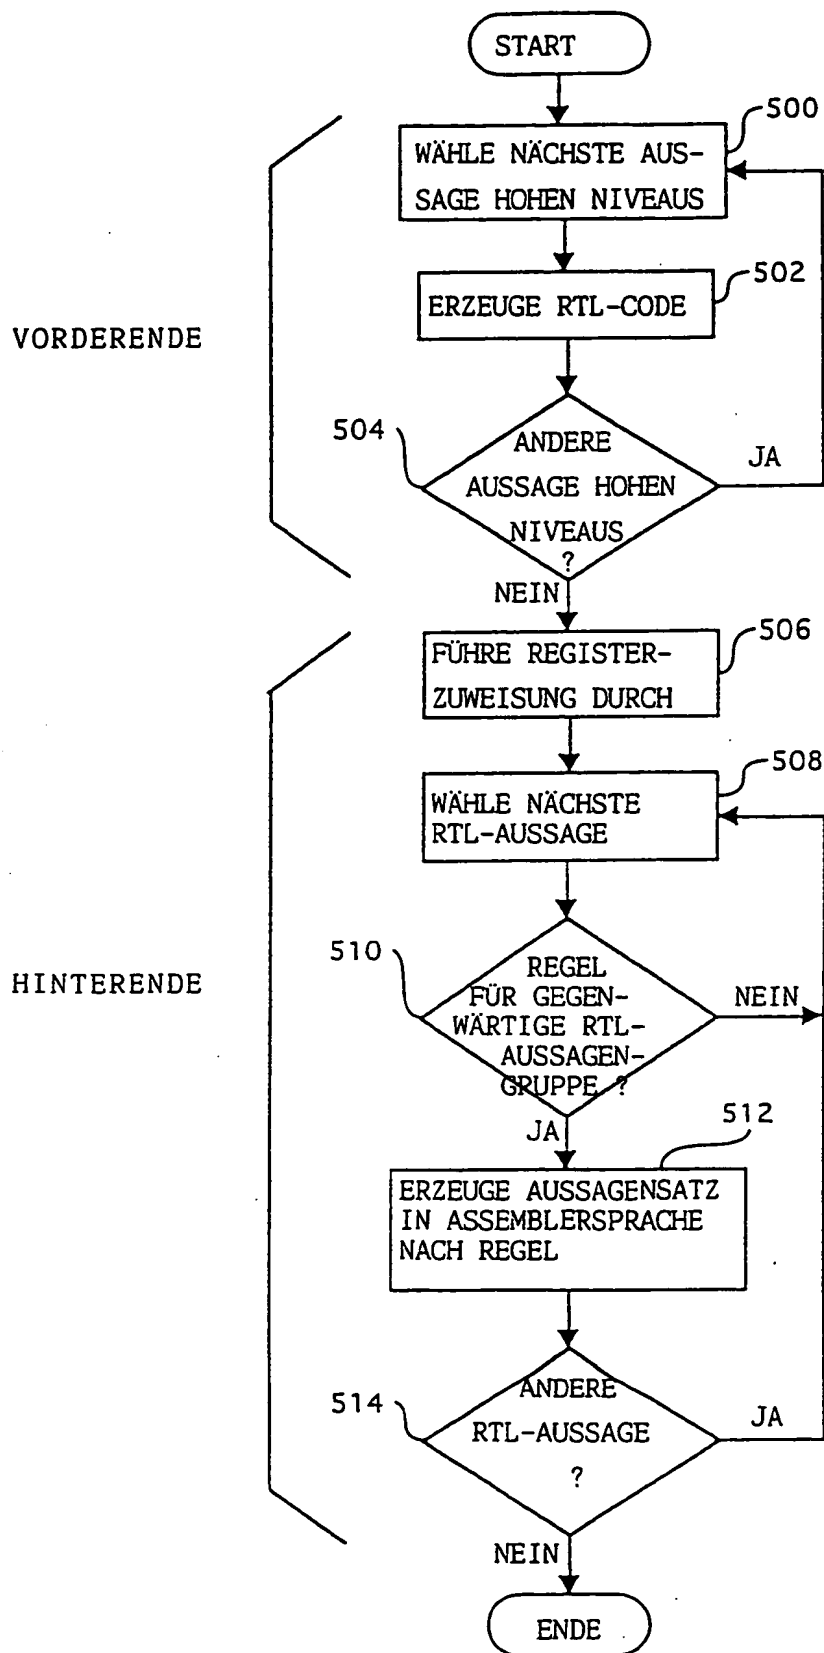 START
500
WÄHLE NÄCHSTE AUS-
SAGE HOHEN NIVEAUS
502
ERZEUGE RTL-CODE
VORDERENDE
504
ANDERE
AUSSAGE HOHEN
NIVEAUS
?
JA
NEIN
506
FÜHRE REGISTER-
ZUWEISUNG DURCH
508
WÄHLE NÄCHSTE
RTL-AUSSAGE
510
REGEL
FÜR GEGEN-
WÄRTIGE RTL-
AUSSAGEN-
GRUPPE ?
NEIN
HINTERENDE
JA
512
ERZEUGE AUSSAGENSATZ
IN ASSEMBLERSPRACHE
NACH REGEL
514
ANDERE
RTL-AUSSAGE
?
JA
NEIN
ENDE